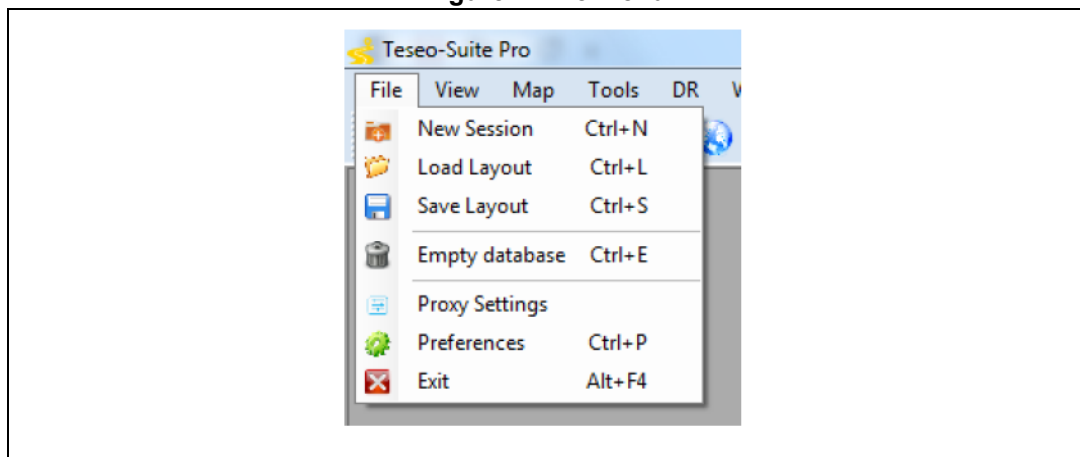 Teseo-Suite Pro
File View Map Tools DR
New Session Ctrl+N
Load Layout Ctrl+L
Save Layout Ctrl+S
Empty database Ctrl+E
Proxy Settings
Preferences Ctrl+P
Exit Alt+F4